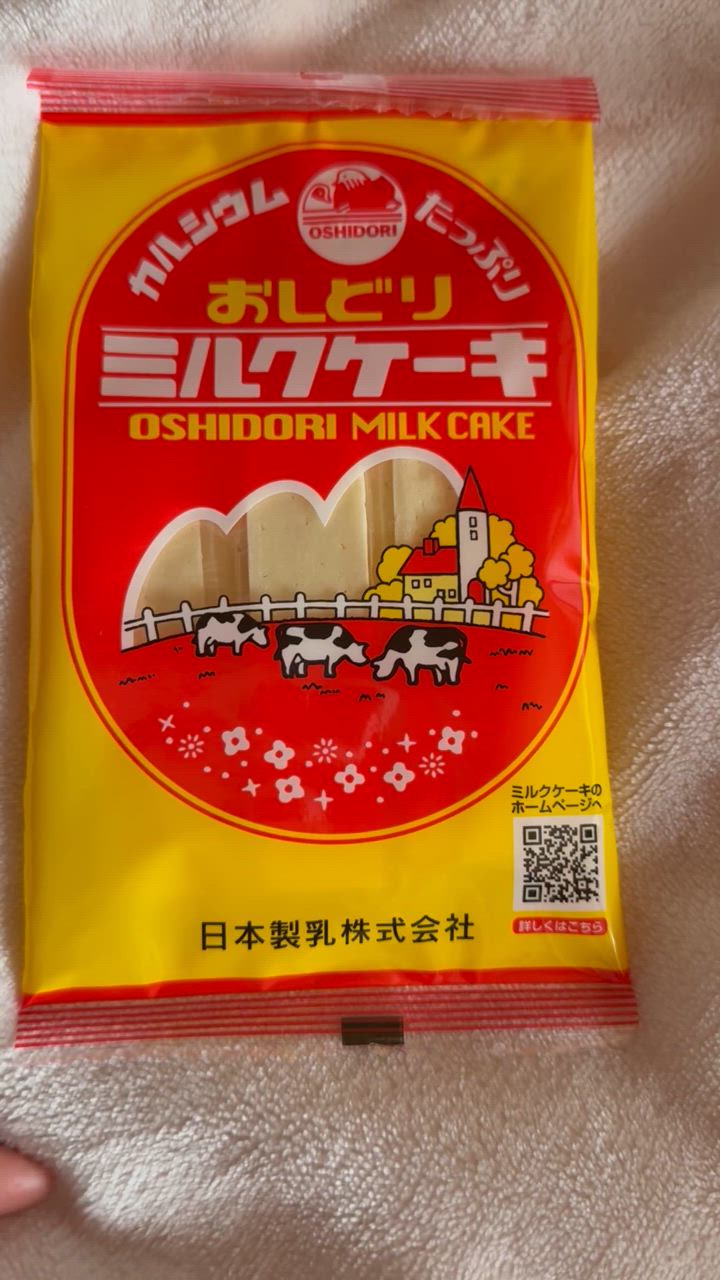 カルシウム
OSHIDORI
たっぷり
おしどり
ミルクケーキ
OSHIDORI MILK CAKE
ミルクケーキの
ホームページへ
詳しくはこちら
日本製乳株式会社